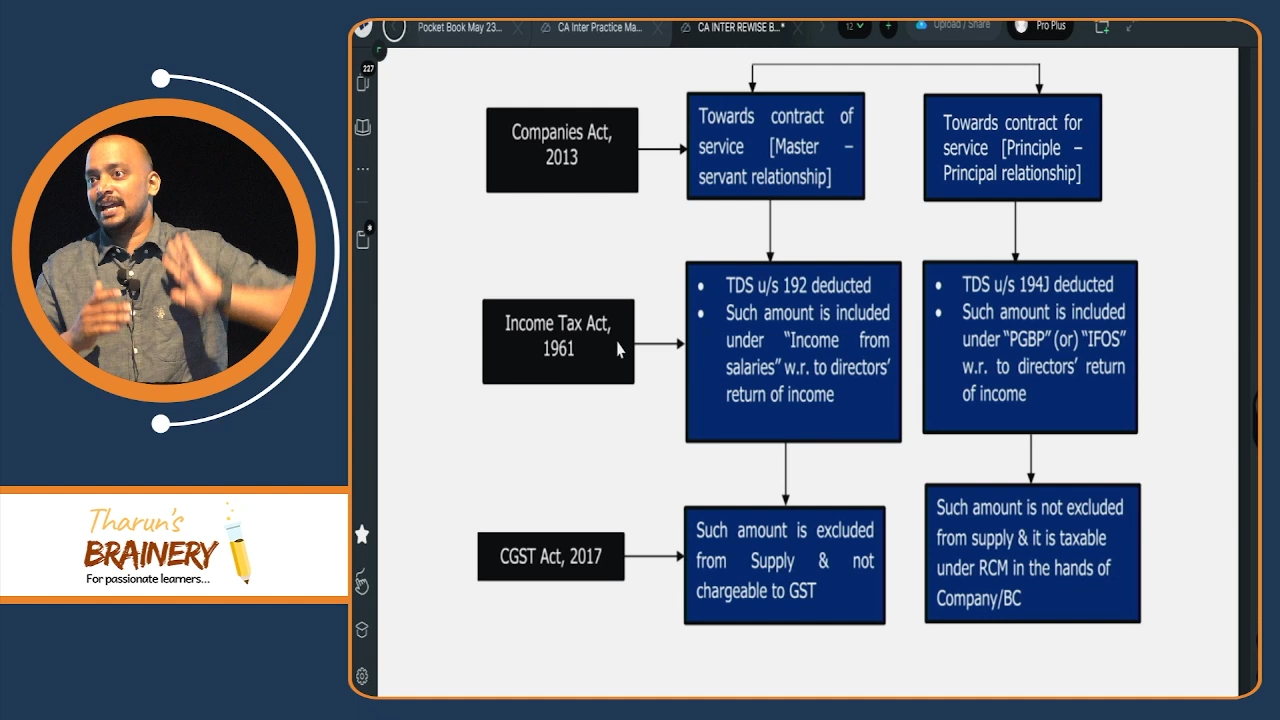 Pocket Book May 23...
CA Inter Practice Ma...
CA INTER REWISE B...*
12
Upload / Share
Pro Plus
227
Companies Act,
2013
Towards contract of
service [Master –
servant relationship]
Towards contract for
service [Principle –
Principal relationship]
Income Tax Act,
1961
• TDS u/s 192 deducted
• Such amount is included
under “Income from
salaries” w.r. to directors’
return of income
• TDS u/s 194J deducted
• Such amount is included
under “PGBP” (or) “IFOS”
w.r. to directors’ return
of income
CGST Act, 2017
Such amount is excluded
from Supply & not
chargeable to GST
Such amount is not excluded
from supply & it is taxable
under RCM in the hands of
Company/BC
Tharun's
BRAINERY
For passionate learners...